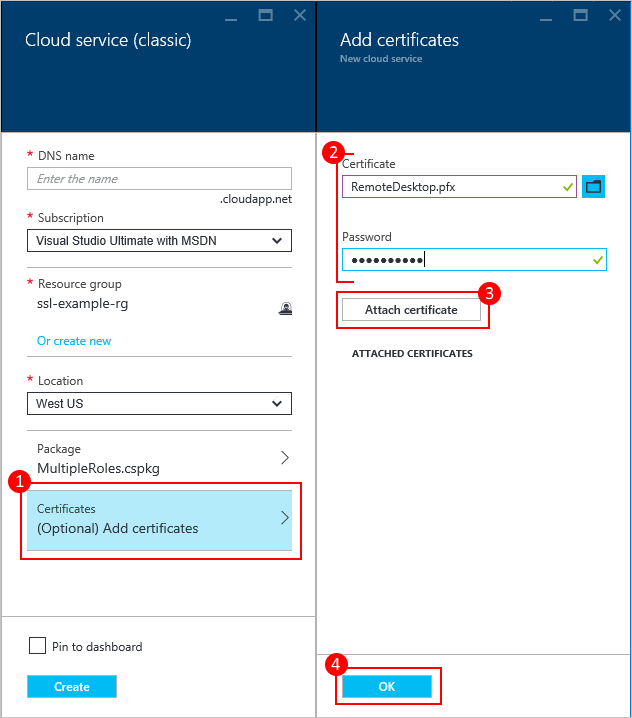 Cloud service (classic)
* DNS name
Enter the name
.cloudapp.net
* Subscription
Visual Studio Ultimate with MSDN
* Resource group
ssl-example-rg
Or create new
* Location
West US
Package
MultipleRoles.cspkg
1
Certificates
(Optional) Add certificates
Pin to dashboard
Create
Add certificates
New cloud service
2
Certificate
RemoteDesktop.pfx
Password
●●●●●●●●●●
3
Attach certificate
ATTACHED CERTIFICATES
4
OK